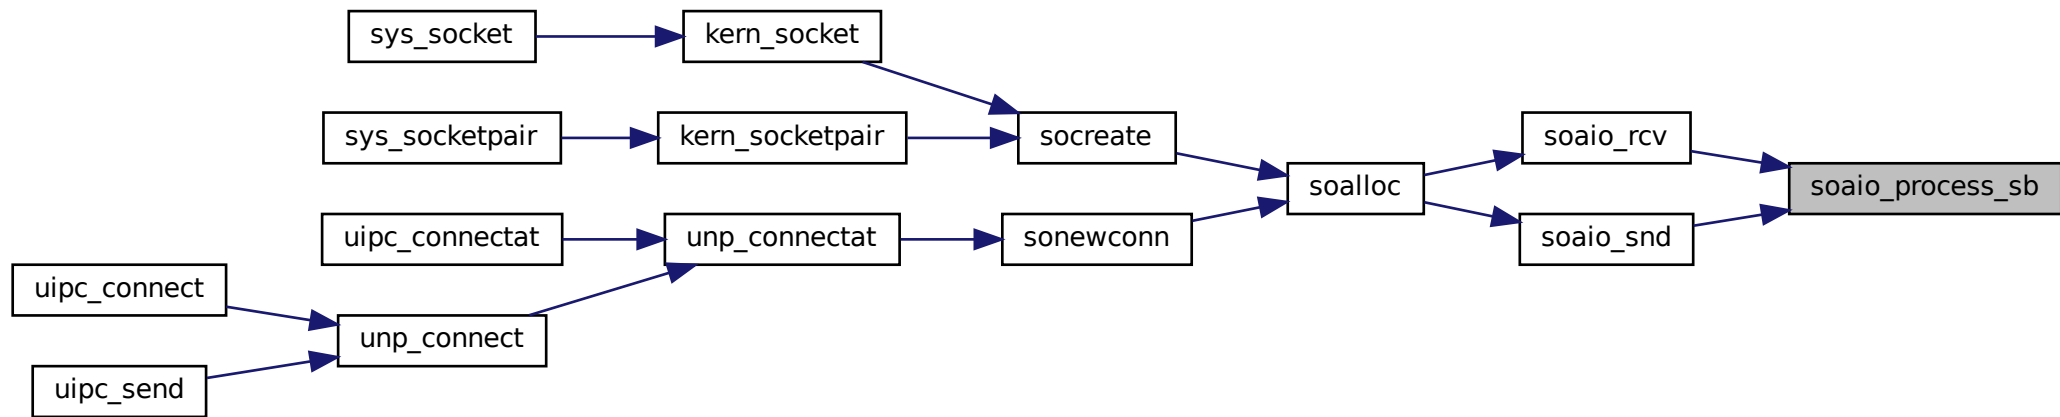 sys_socket
kern_socket
sys_socketpair
kern_socketpair
socreate
soaio_rcv
soalloc
soaio_process_sb
uipc_connectat
unp_connectat
sonewconn
soaio_snd
uipc_connect
unp_connect
uipc_send